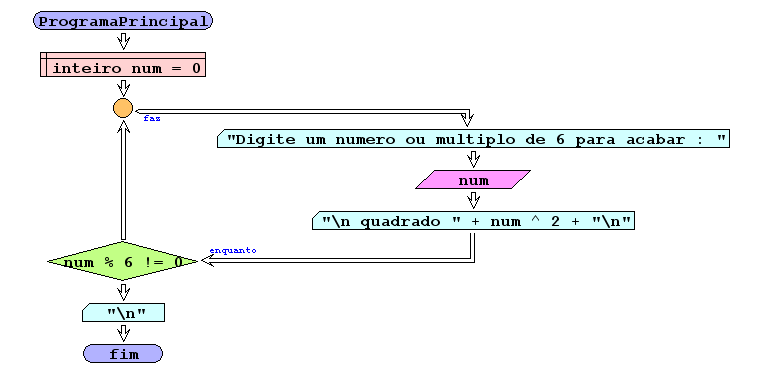 ProgramaPrincipal
inteiro num = 0
faz
"Digite um numero ou multiplo de 6 para acabar : "
num
"\n quadrado " + num ^ 2 + "\n"
enquanto
num % 6 != 0
"\n"
fim